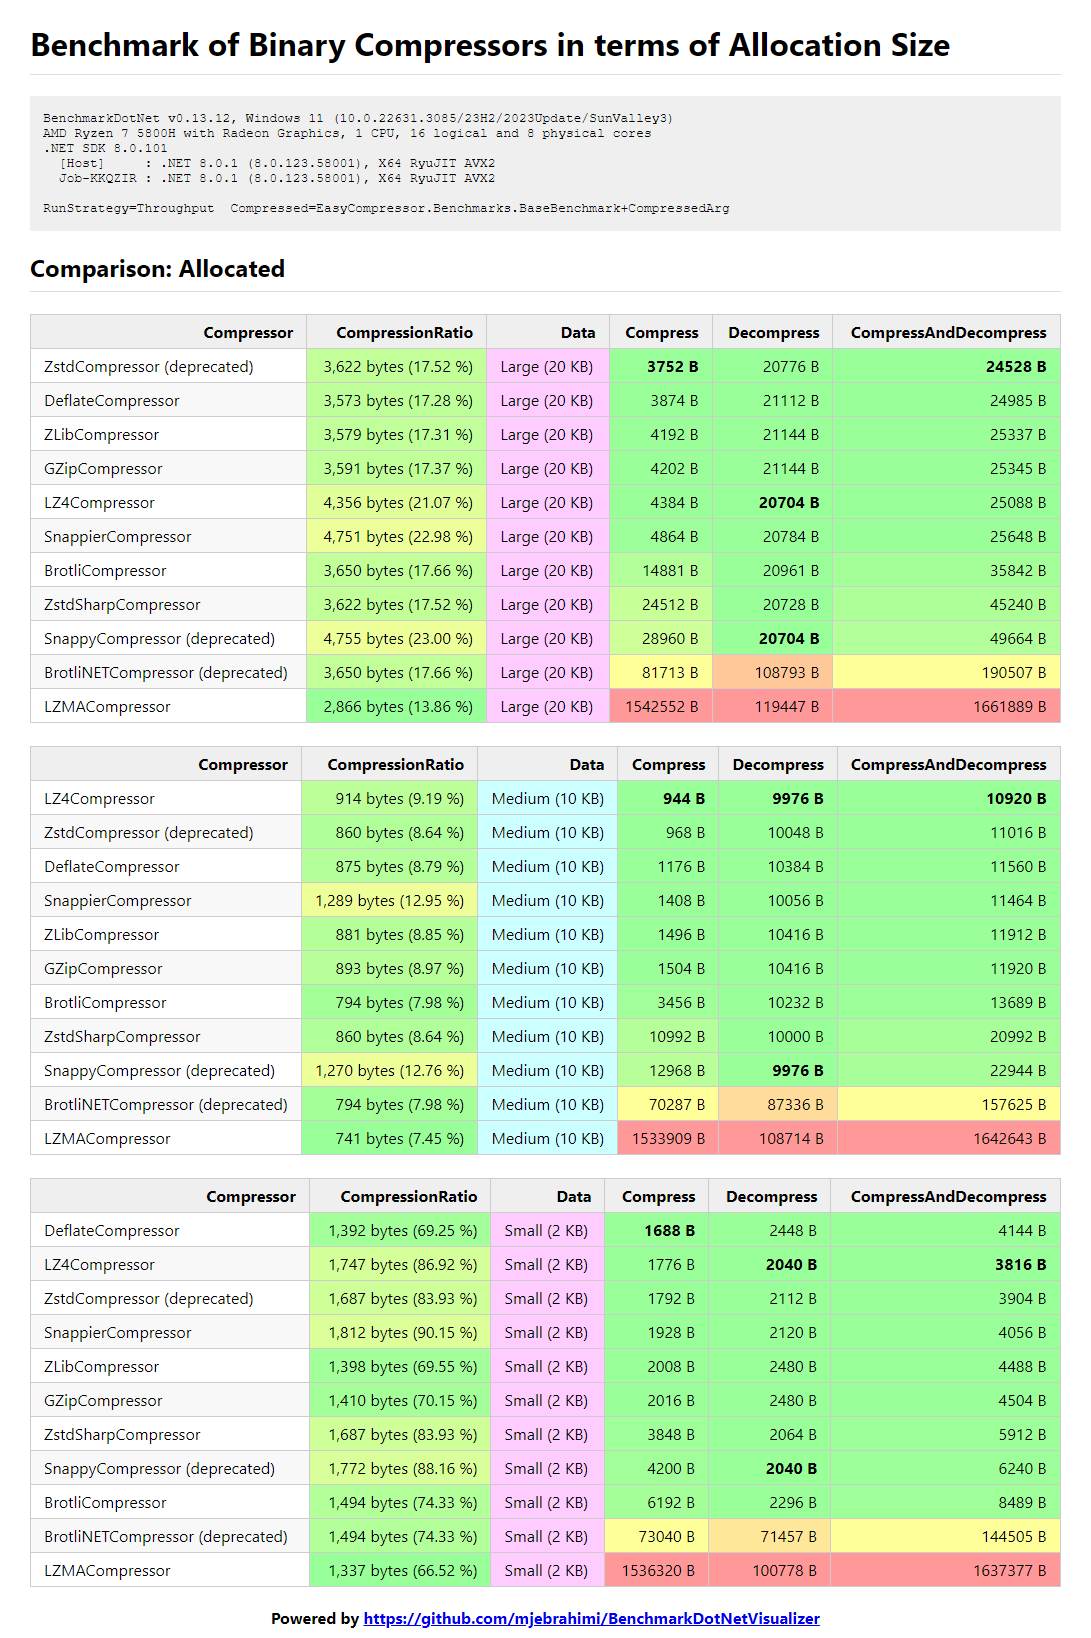 Benchmark of Binary Compressors in terms of Allocation Size
BenchmarkDotNet v0.13.12, Windows 11 (10.0.22631.3085/23H2/2023Update/SunValley3)
AMD Ryzen 7 5800H with Radeon Graphics, 1 CPU, 16 logical and 8 physical cores
.NET SDK 8.0.101
[Host]     : .NET 8.0.1 (8.0.123.58001), X64 RyuJIT AVX2
Job-KKQZIR : .NET 8.0.1 (8.0.123.58001), X64 RyuJIT AVX2
RunStrategy=Throughput  Compressed=EasyCompressor.Benchmarks.BaseBenchmark+CompressedArg
Comparison: Allocated
Compressor CompressionRatio Data Compress Decompress CompressAndDecompress
ZstdCompressor (deprecated) 3,622 bytes (17.52 %) Large (20 KB) 3752 B 20776 B 24528 B
DeflateCompressor 3,573 bytes (17.28 %) Large (20 KB) 3874 B 21112 B 24985 B
ZLibCompressor 3,579 bytes (17.31 %) Large (20 KB) 4192 B 21144 B 25337 B
GZipCompressor 3,591 bytes (17.37 %) Large (20 KB) 4202 B 21144 B 25345 B
LZ4Compressor 4,356 bytes (21.07 %) Large (20 KB) 4384 B 20704 B 25088 B
SnappierCompressor 4,751 bytes (22.98 %) Large (20 KB) 4864 B 20784 B 25648 B
BrotliCompressor 3,650 bytes (17.66 %) Large (20 KB) 14881 B 20961 B 35842 B
ZstdSharpCompressor 3,622 bytes (17.52 %) Large (20 KB) 24512 B 20728 B 45240 B
SnappyCompressor (deprecated) 4,755 bytes (23.00 %) Large (20 KB) 28960 B 20704 B 49664 B
BrotliNETCompressor (deprecated) 3,650 bytes (17.66 %) Large (20 KB) 81713 B 108793 B 190507 B
LZMACompressor 2,866 bytes (13.86 %) Large (20 KB) 1542552 B 119447 B 1661889 B
Compressor CompressionRatio Data Compress Decompress CompressAndDecompress
LZ4Compressor 914 bytes (9.19 %) Medium (10 KB) 944 B 9976 B 10920 B
ZstdCompressor (deprecated) 860 bytes (8.64 %) Medium (10 KB) 968 B 10048 B 11016 B
DeflateCompressor 875 bytes (8.79 %) Medium (10 KB) 1176 B 10384 B 11560 B
SnappierCompressor 1,289 bytes (12.95 %) Medium (10 KB) 1408 B 10056 B 11464 B
ZLibCompressor 881 bytes (8.85 %) Medium (10 KB) 1496 B 10416 B 11912 B
GZipCompressor 893 bytes (8.97 %) Medium (10 KB) 1504 B 10416 B 11920 B
BrotliCompressor 794 bytes (7.98 %) Medium (10 KB) 3456 B 10232 B 13689 B
ZstdSharpCompressor 860 bytes (8.64 %) Medium (10 KB) 10992 B 10000 B 20992 B
SnappyCompressor (deprecated) 1,270 bytes (12.76 %) Medium (10 KB) 12968 B 9976 B 22944 B
BrotliNETCompressor (deprecated) 794 bytes (7.98 %) Medium (10 KB) 70287 B 87336 B 157625 B
LZMACompressor 741 bytes (7.45 %) Medium (10 KB) 1533909 B 108714 B 1642643 B
Compressor CompressionRatio Data Compress Decompress CompressAndDecompress
DeflateCompressor 1,392 bytes (69.25 %) Small (2 KB) 1688 B 2448 B 4144 B
LZ4Compressor 1,747 bytes (86.92 %) Small (2 KB) 1776 B 2040 B 3816 B
ZstdCompressor (deprecated) 1,687 bytes (83.93 %) Small (2 KB) 1792 B 2112 B 3904 B
SnappierCompressor 1,812 bytes (90.15 %) Small (2 KB) 1928 B 2120 B 4056 B
ZLibCompressor 1,398 bytes (69.55 %) Small (2 KB) 2008 B 2480 B 4488 B
GZipCompressor 1,410 bytes (70.15 %) Small (2 KB) 2016 B 2480 B 4504 B
ZstdSharpCompressor 1,687 bytes (83.93 %) Small (2 KB) 3848 B 2064 B 5912 B
SnappyCompressor (deprecated) 1,772 bytes (88.16 %) Small (2 KB) 4200 B 2040 B 6240 B
BrotliCompressor 1,494 bytes (74.33 %) Small (2 KB) 6192 B 2296 B 8489 B
BrotliNETCompressor (deprecated) 1,494 bytes (74.33 %) Small (2 KB) 73040 B 71457 B 144505 B
LZMACompressor 1,337 bytes (66.52 %) Small (2 KB) 1536320 B 100778 B 1637377 B
Powered by https://github.com/mjebrahimi/BenchmarkDotNetVisualizer